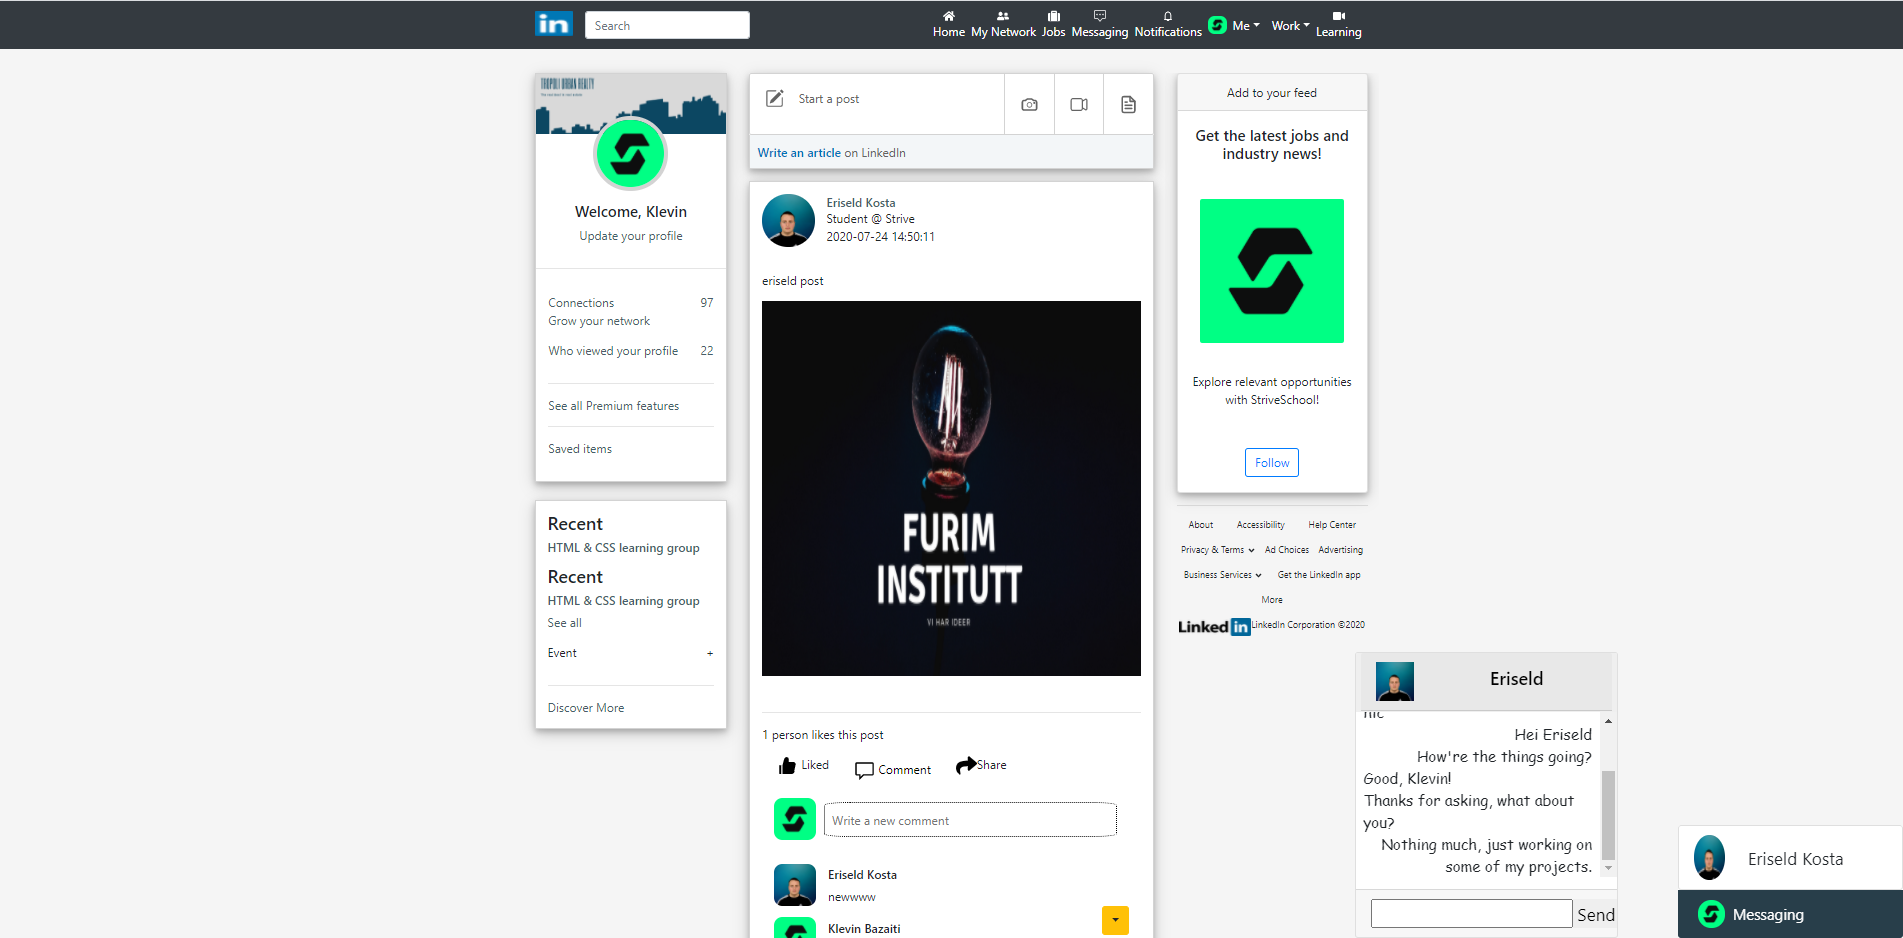 in
Search
Home
My Network
Jobs
Messaging
Notifications
Me
Work
Learning
TROPOLI URBAN REALTY
Welcome, Klevin
Update your profile
Connections 97
Grow your network
Who viewed your profile 22
See all Premium features
Saved items
Recent
HTML & CSS learning group
Recent
HTML & CSS learning group
See all
Event +
Discover More
Start a post
Write an article on LinkedIn
Eriseld Kosta
Student @ Strive
2020-07-24 14:50:11
eriseld post
FURIM
INSTITUTT
VI HAR IDEER
1 person likes this post
Liked
Comment
Share
Write a new comment
Eriseld Kosta
newwww
Klevin Bazaiti
Add to your feed
Get the latest jobs and
industry news!
Explore relevant opportunities
with StriveSchool!
Follow
About Accessibility Help Center
Privacy & Terms Ad Choices Advertising
Business Services Get the LinkedIn app
More
Linked in LinkedIn Corporation ©2020
Eriseld
Hei Eriseld
How're the things going?
Good, Klevin!
Thanks for asking, what about
you?
Nothing much, just working on
some of my projects.
Send
Eriseld Kosta
Messaging